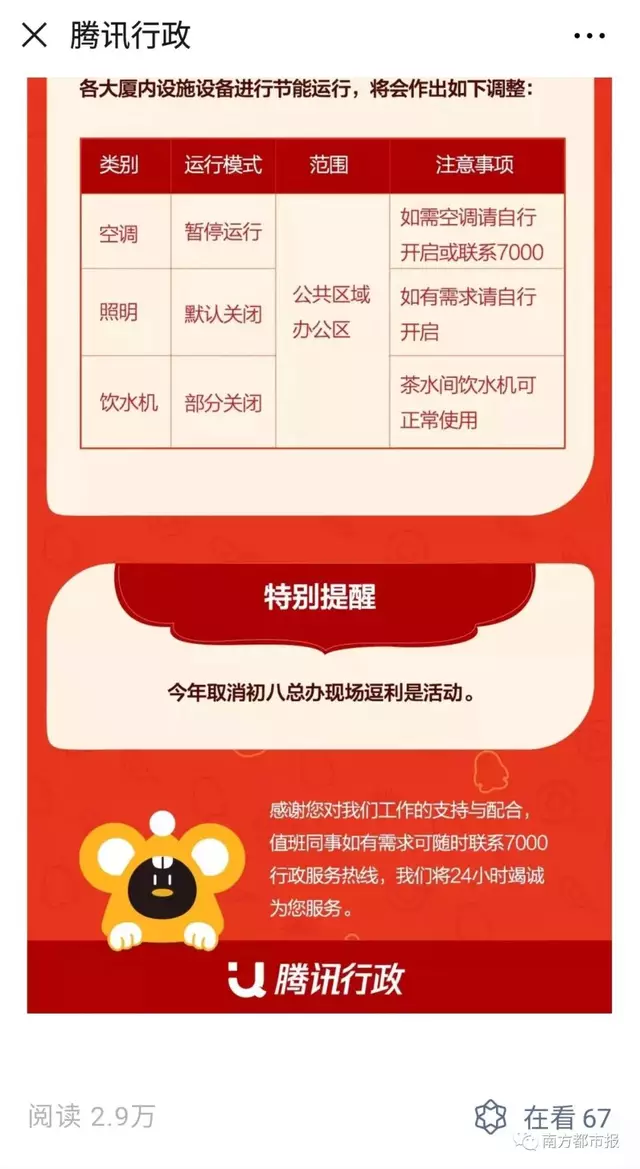 腾讯行政
各大厦内设施设备进行节能运行，将会作出如下调整：
类别 运行模式 范围 注意事项
空调 暂停运行 公共区域办公区 如需空调请自行
开启或联系7000
照明 默认关闭 如有需求请自行
开启
饮水机 部分关闭 茶水间饮水机可
正常使用
特别提醒
今年取消初八总办现场逗利是活动。
感谢您对我们工作的支持与配合，
值班同事如有需求可随时联系7000
行政服务热线，我们将24小时竭诚
为您服务。
腾讯行政
阅读 2.9万
在看 67
南方都市报